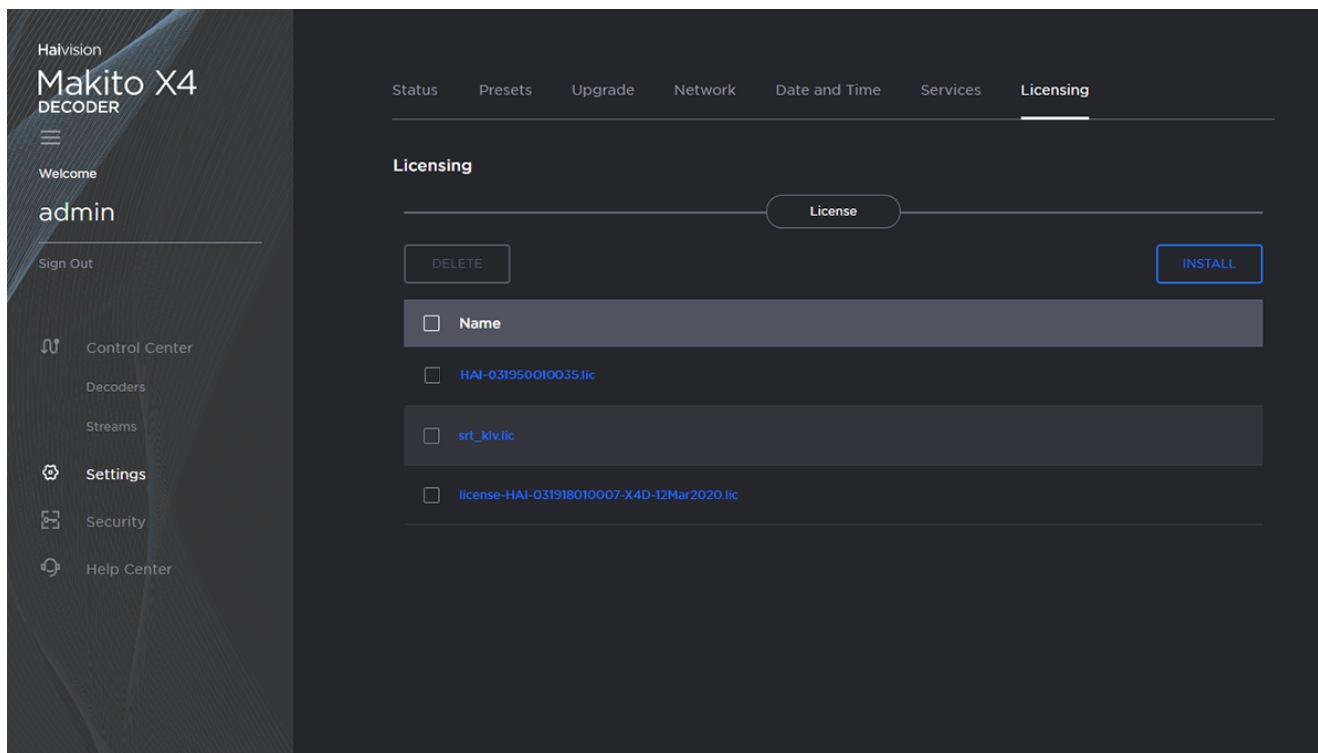 Haivision
Makito X4
DECODER
Welcome
admin
Sign Out
Control Center
Decoders
Streams
Settings
Security
Help Center
Status Presets Upgrade Network Date and Time Services Licensing
Licensing
License
DELETE INSTALL
Name
HAI-031950010035.lic
srt_klv.lic
license-HAI-031918010007-X4D-12Mar2020.lic